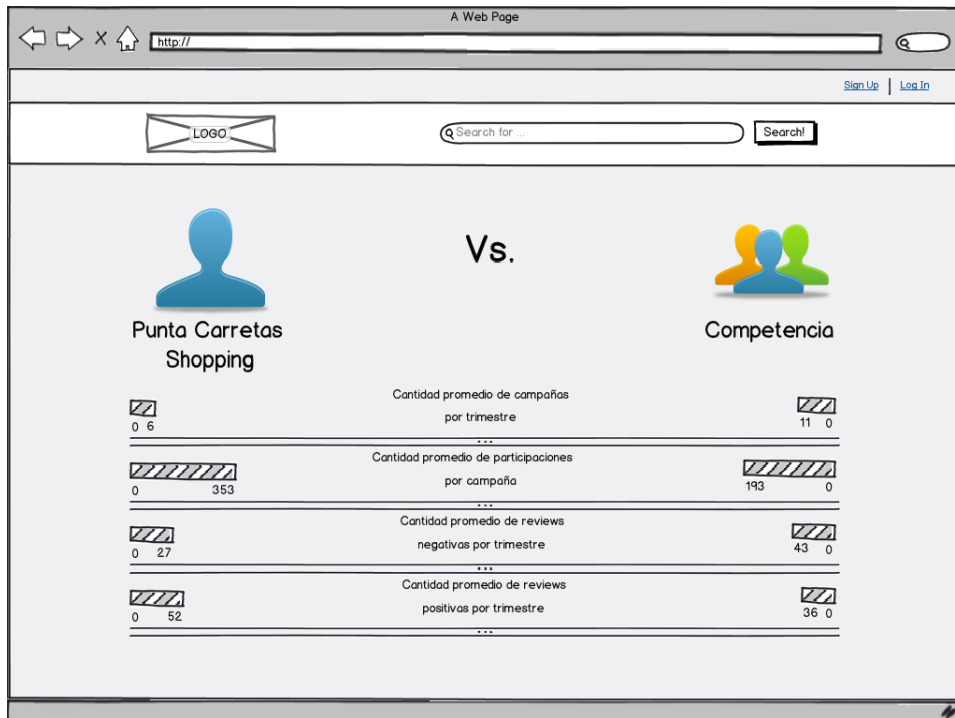 A Web Page
http://
Sign Up
Log In
LOGO
Search for ...
Search!
Vs.
Punta Carretas
Shopping
Competencia
Cantidad promedio de campañas
por trimestre
0 6
11 0
Cantidad promedio de participaciones
por campaña
0 353
193 0
Cantidad promedio de reviews
negativas por trimestre
0 27
43 0
Cantidad promedio de reviews
positivas por trimestre
0 52
36 0